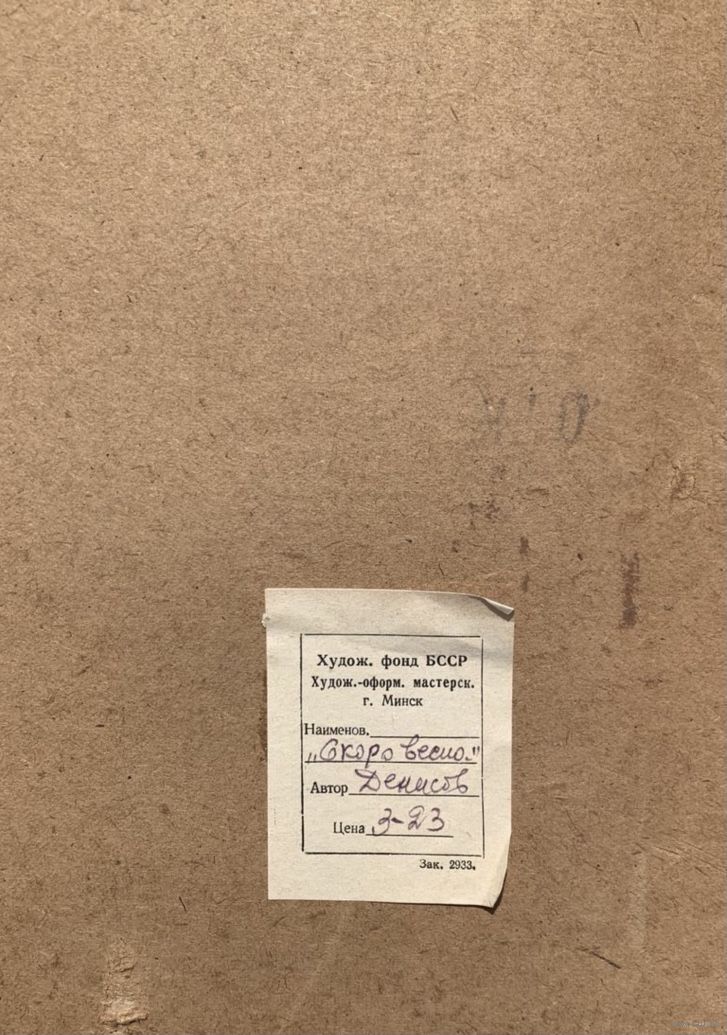 Худож. фонд БССР
Худож.-оформ. мастерск.
г. Минск
Наименов.
„Скоро весна."
Автор Денисов
Цена 3-23
Зак. 2933.